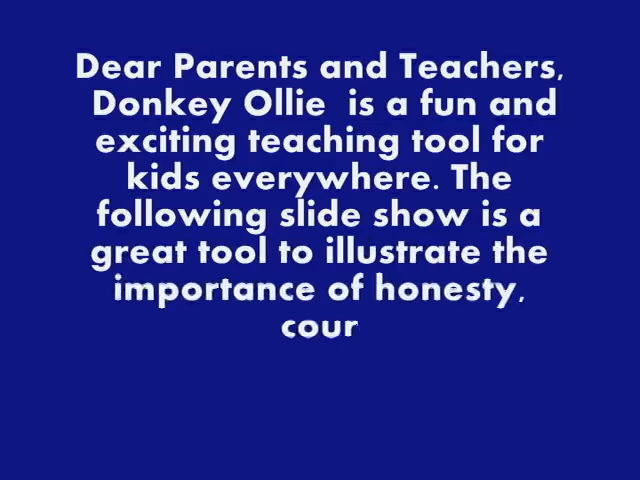 Dear Parents and Teachers,
Donkey Ollie is a fun and
exciting teaching tool for
kids everywhere. The
following slide show is a
great tool to illustrate the
importance of honesty,
cour